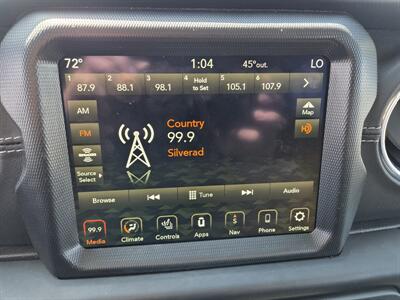 72° 1:04 45°out. LO
1 87.9 2 88.1 3 98.1 4 Hold to Set 5 105.1 6 107.9
AM
Map
Country
FM
99.9
Silverad
Source
Select
Browse Tune Audio
99.9
Media Climate Controls Apps Nav Phone Settings